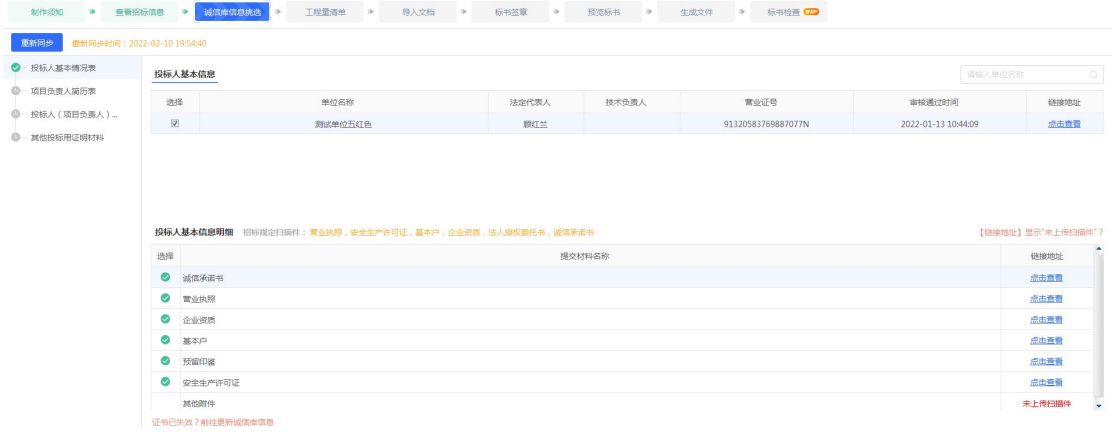 制作须知 查看招标信息 诚信库信息挑选 工程量清单 导入文档 标书签章 预览标书 生成文件 标书检查 VIP
重新同步 最新同步时间：2022-02-10 19:54:40
投标人基本情况表
项目负责人简历表
投标人（项目负责人）...
其他投标用证明材料
投标人基本信息 请输入单位名称
选择 单位名称 法定代表人 技术负责人 营业证号 审核通过时间 链接地址
测试单位五红色 顾红兰 91320583769887077N 2022-01-13 10:44:09 点击查看
投标人基本信息明细 招标规定扫描件：营业执照，安全生产许可证，基本户，企业资质，法人授权委托书，诚信承诺书 【链接地址】显示"未上传扫描件"？
选择 提交材料名称 链接地址
诚信承诺书 点击查看
营业执照 点击查看
企业资质 点击查看
基本户 点击查看
预留印鉴 点击查看
安全生产许可证 点击查看
其他附件 未上传扫描件
证书已失效？前往更新诚信库信息